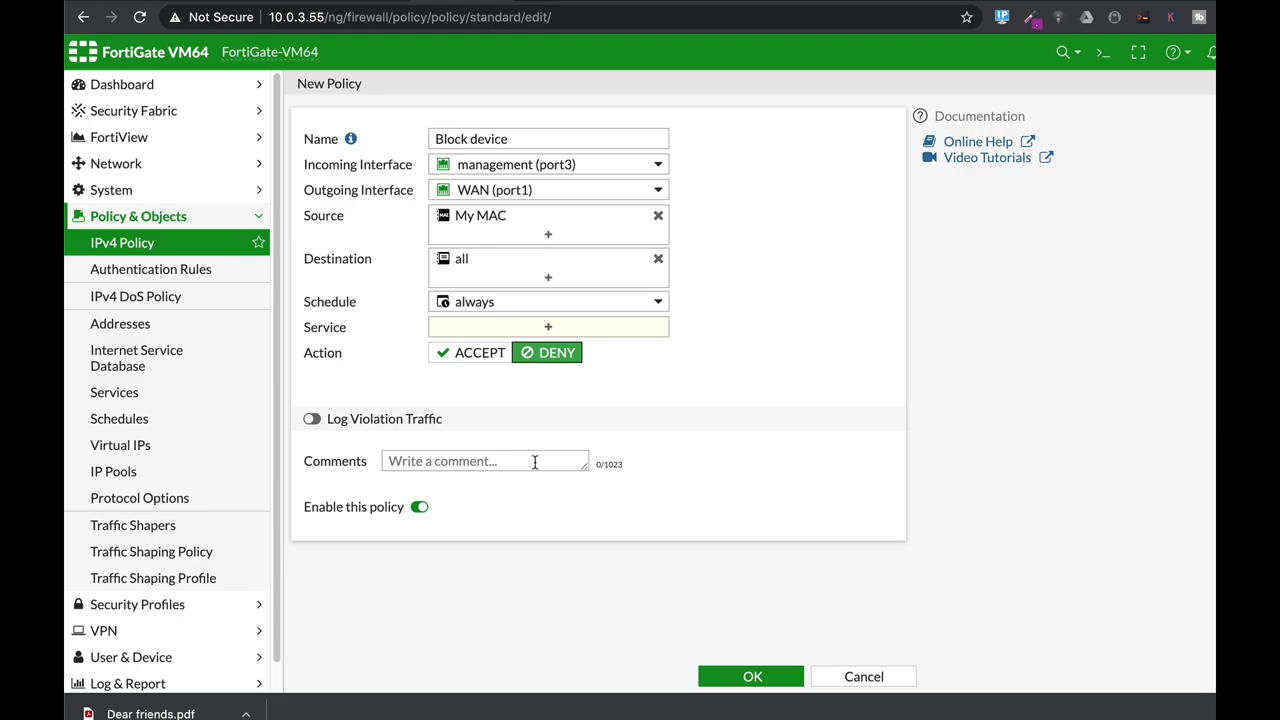 Not Secure 10.0.3.55/ng/firewall/policy/policy/standard/edit/
FortiGate VM64 FortiGate-VM64
Dashboard
Security Fabric
FortiView
Network
System
Policy & Objects
IPv4 Policy
Authentication Rules
IPv4 DoS Policy
Addresses
Internet Service
Database
Services
Schedules
Virtual IPs
IP Pools
Protocol Options
Traffic Shapers
Traffic Shaping Policy
Traffic Shaping Profile
Security Profiles
VPN
User & Device
Log & Report
New Policy
Name Block device
Incoming Interface management (port3)
Outgoing Interface WAN (port1)
Source MAC My MAC
Destination all
Schedule always
Service +
Action ACCEPT DENY
Log Violation Traffic
Comments Write a comment... 0/1023
Enable this policy
OK Cancel
Documentation
Online Help
Video Tutorials
Dear friends.pdf